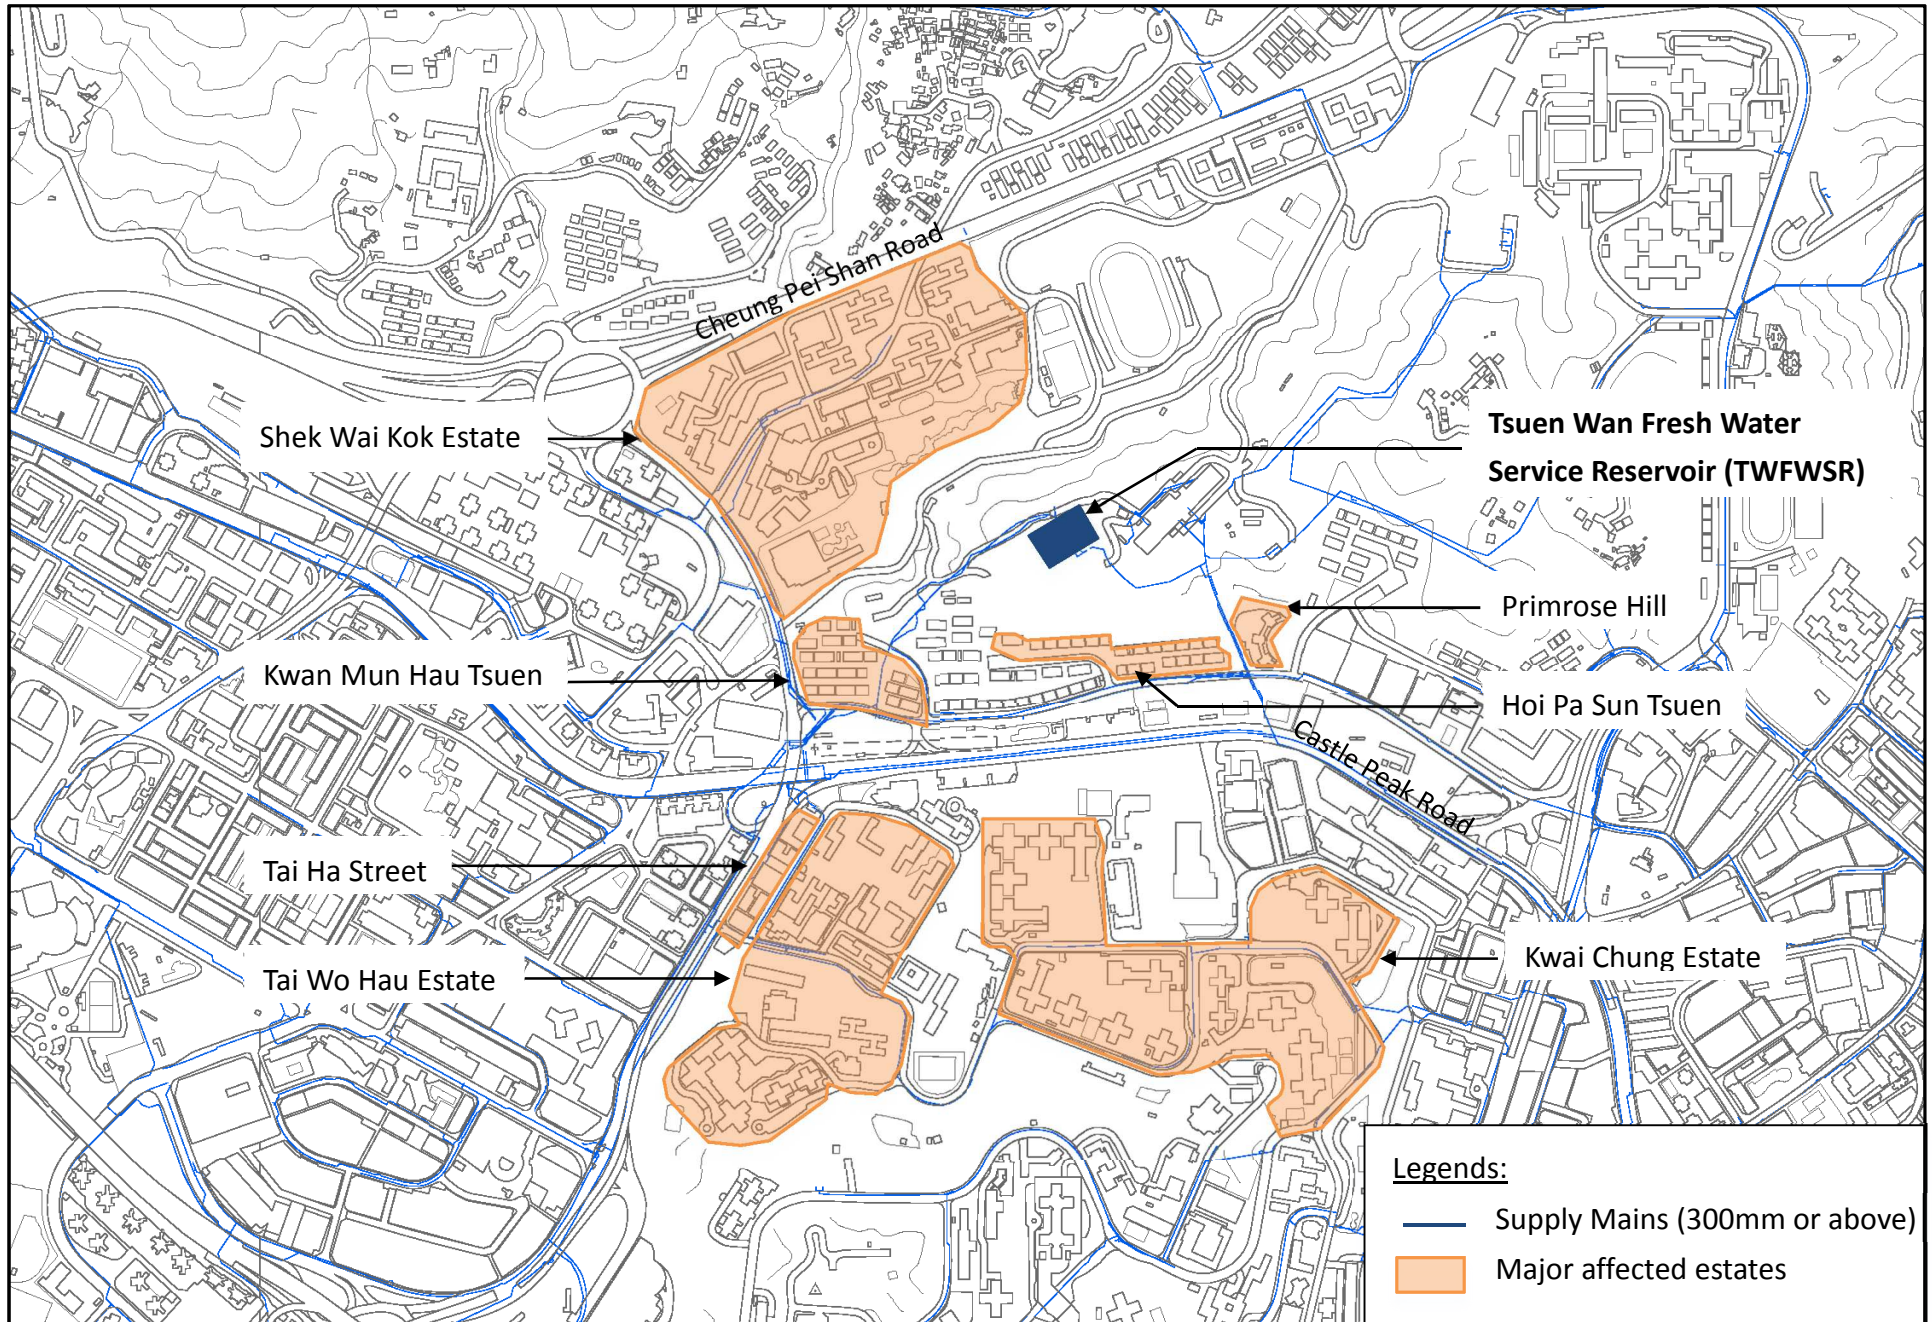 Cheung Pei Shan Road
Shek Wai Kok Estate
Tsuen Wan Fresh Water
Service Reservoir (TWFWSR)
Primrose Hill
Kwan Mun Hau Tsuen
Hoi Pa Sun Tsuen
Castle Peak Road
Tai Ha Street
Tai Wo Hau Estate
Kwai Chung Estate
Legends:
Supply Mains (300mm or above)
Major affected estates